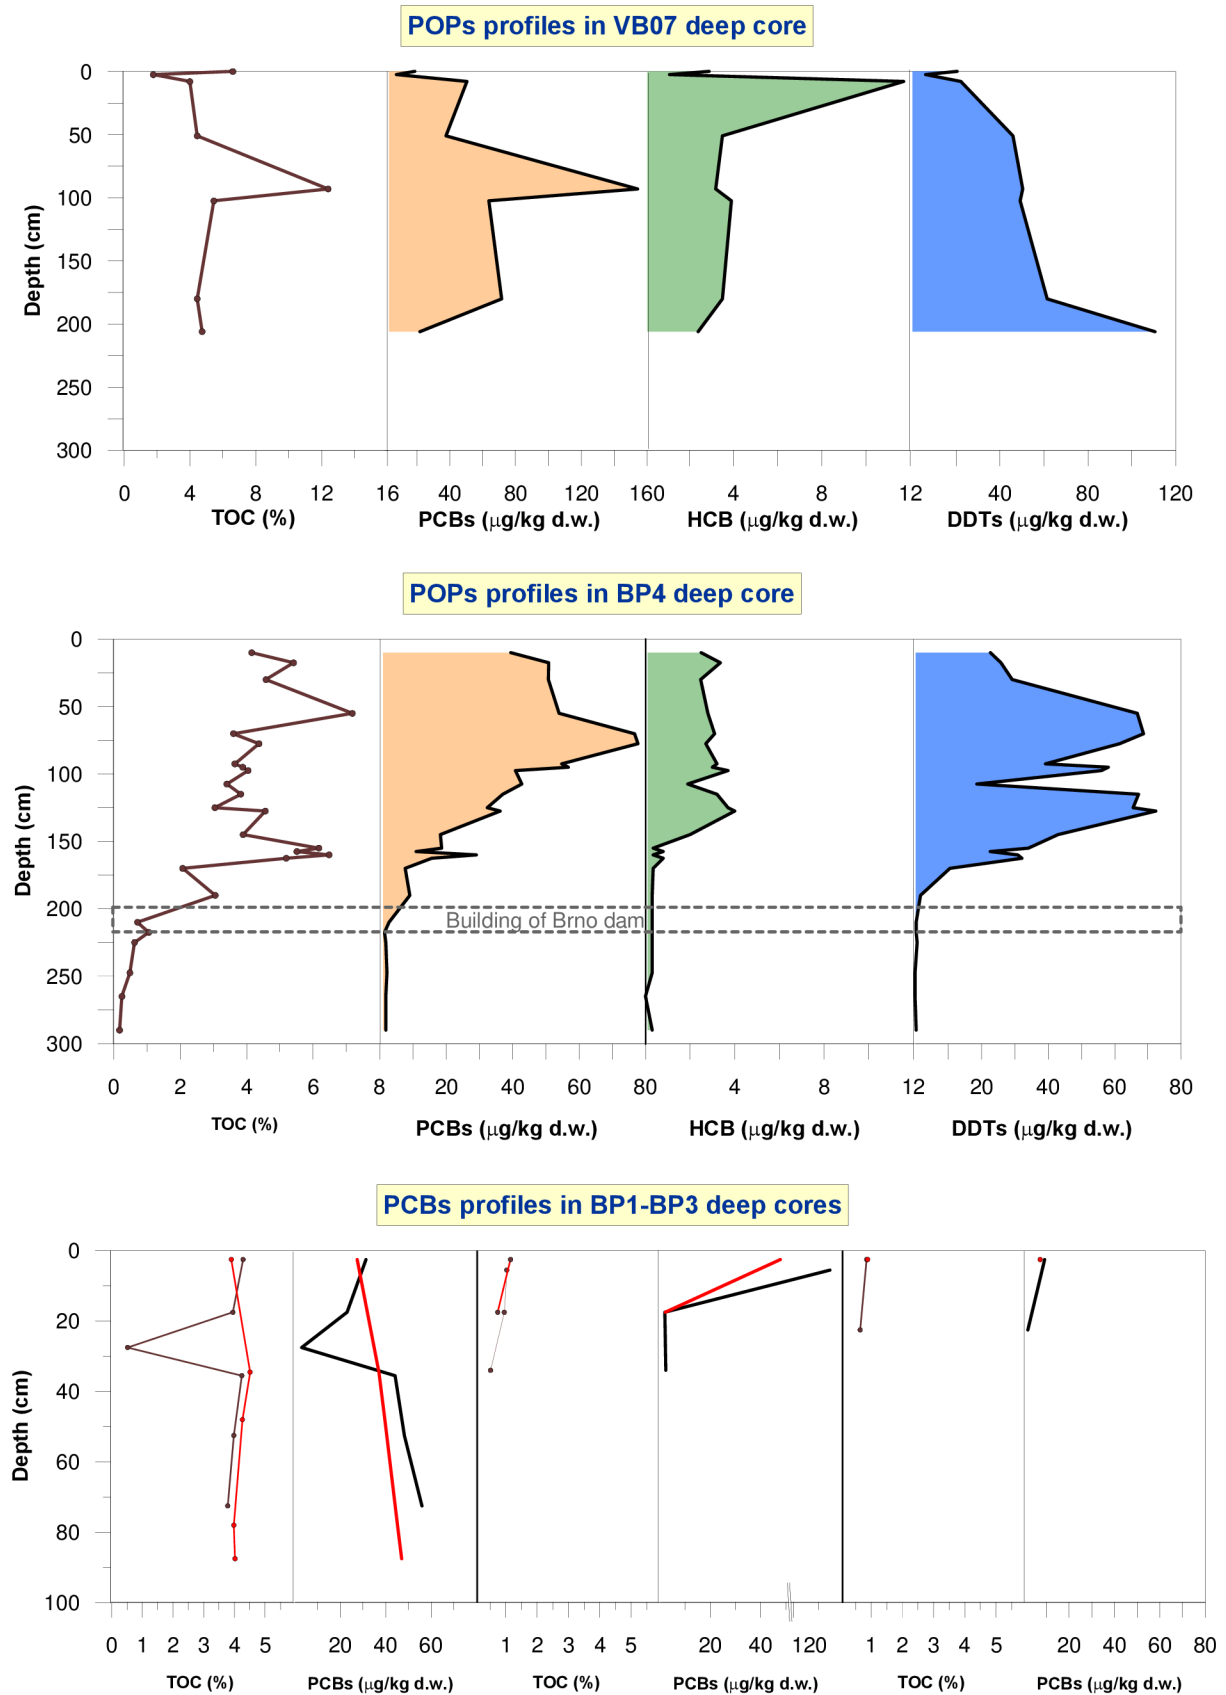 POPs profiles in VB07 deep core
0
50
100
150
200
250
300
Depth (cm)
0 4 8 12 16 40 80 120 160 4 8 12 40 80 120
TOC (%) PCBs (μg/kg d.w.) HCB (μg/kg d.w.) DDTs (μg/kg d.w.)
POPs profiles in BP4 deep core
0
50
100
150
200
250
300
Depth (cm)
Building of Brno dam
0 2 4 6 8 20 40 60 80 4 8 12 20 40 60 80
TOC (%) PCBs (μg/kg d.w.) HCB (μg/kg d.w.) DDTs (μg/kg d.w.)
PCBs profiles in BP1-BP3 deep cores
0
20
40
60
80
100
Depth (cm)
0 1 2 3 4 5 20 40 60 1 2 3 4 5 20 40 120 1 2 3 4 5 20 40 60 80
TOC (%) PCBs (μg/kg d.w.) TOC (%) PCBs (μg/kg d.w.) TOC (%) PCBs (μg/kg d.w.)